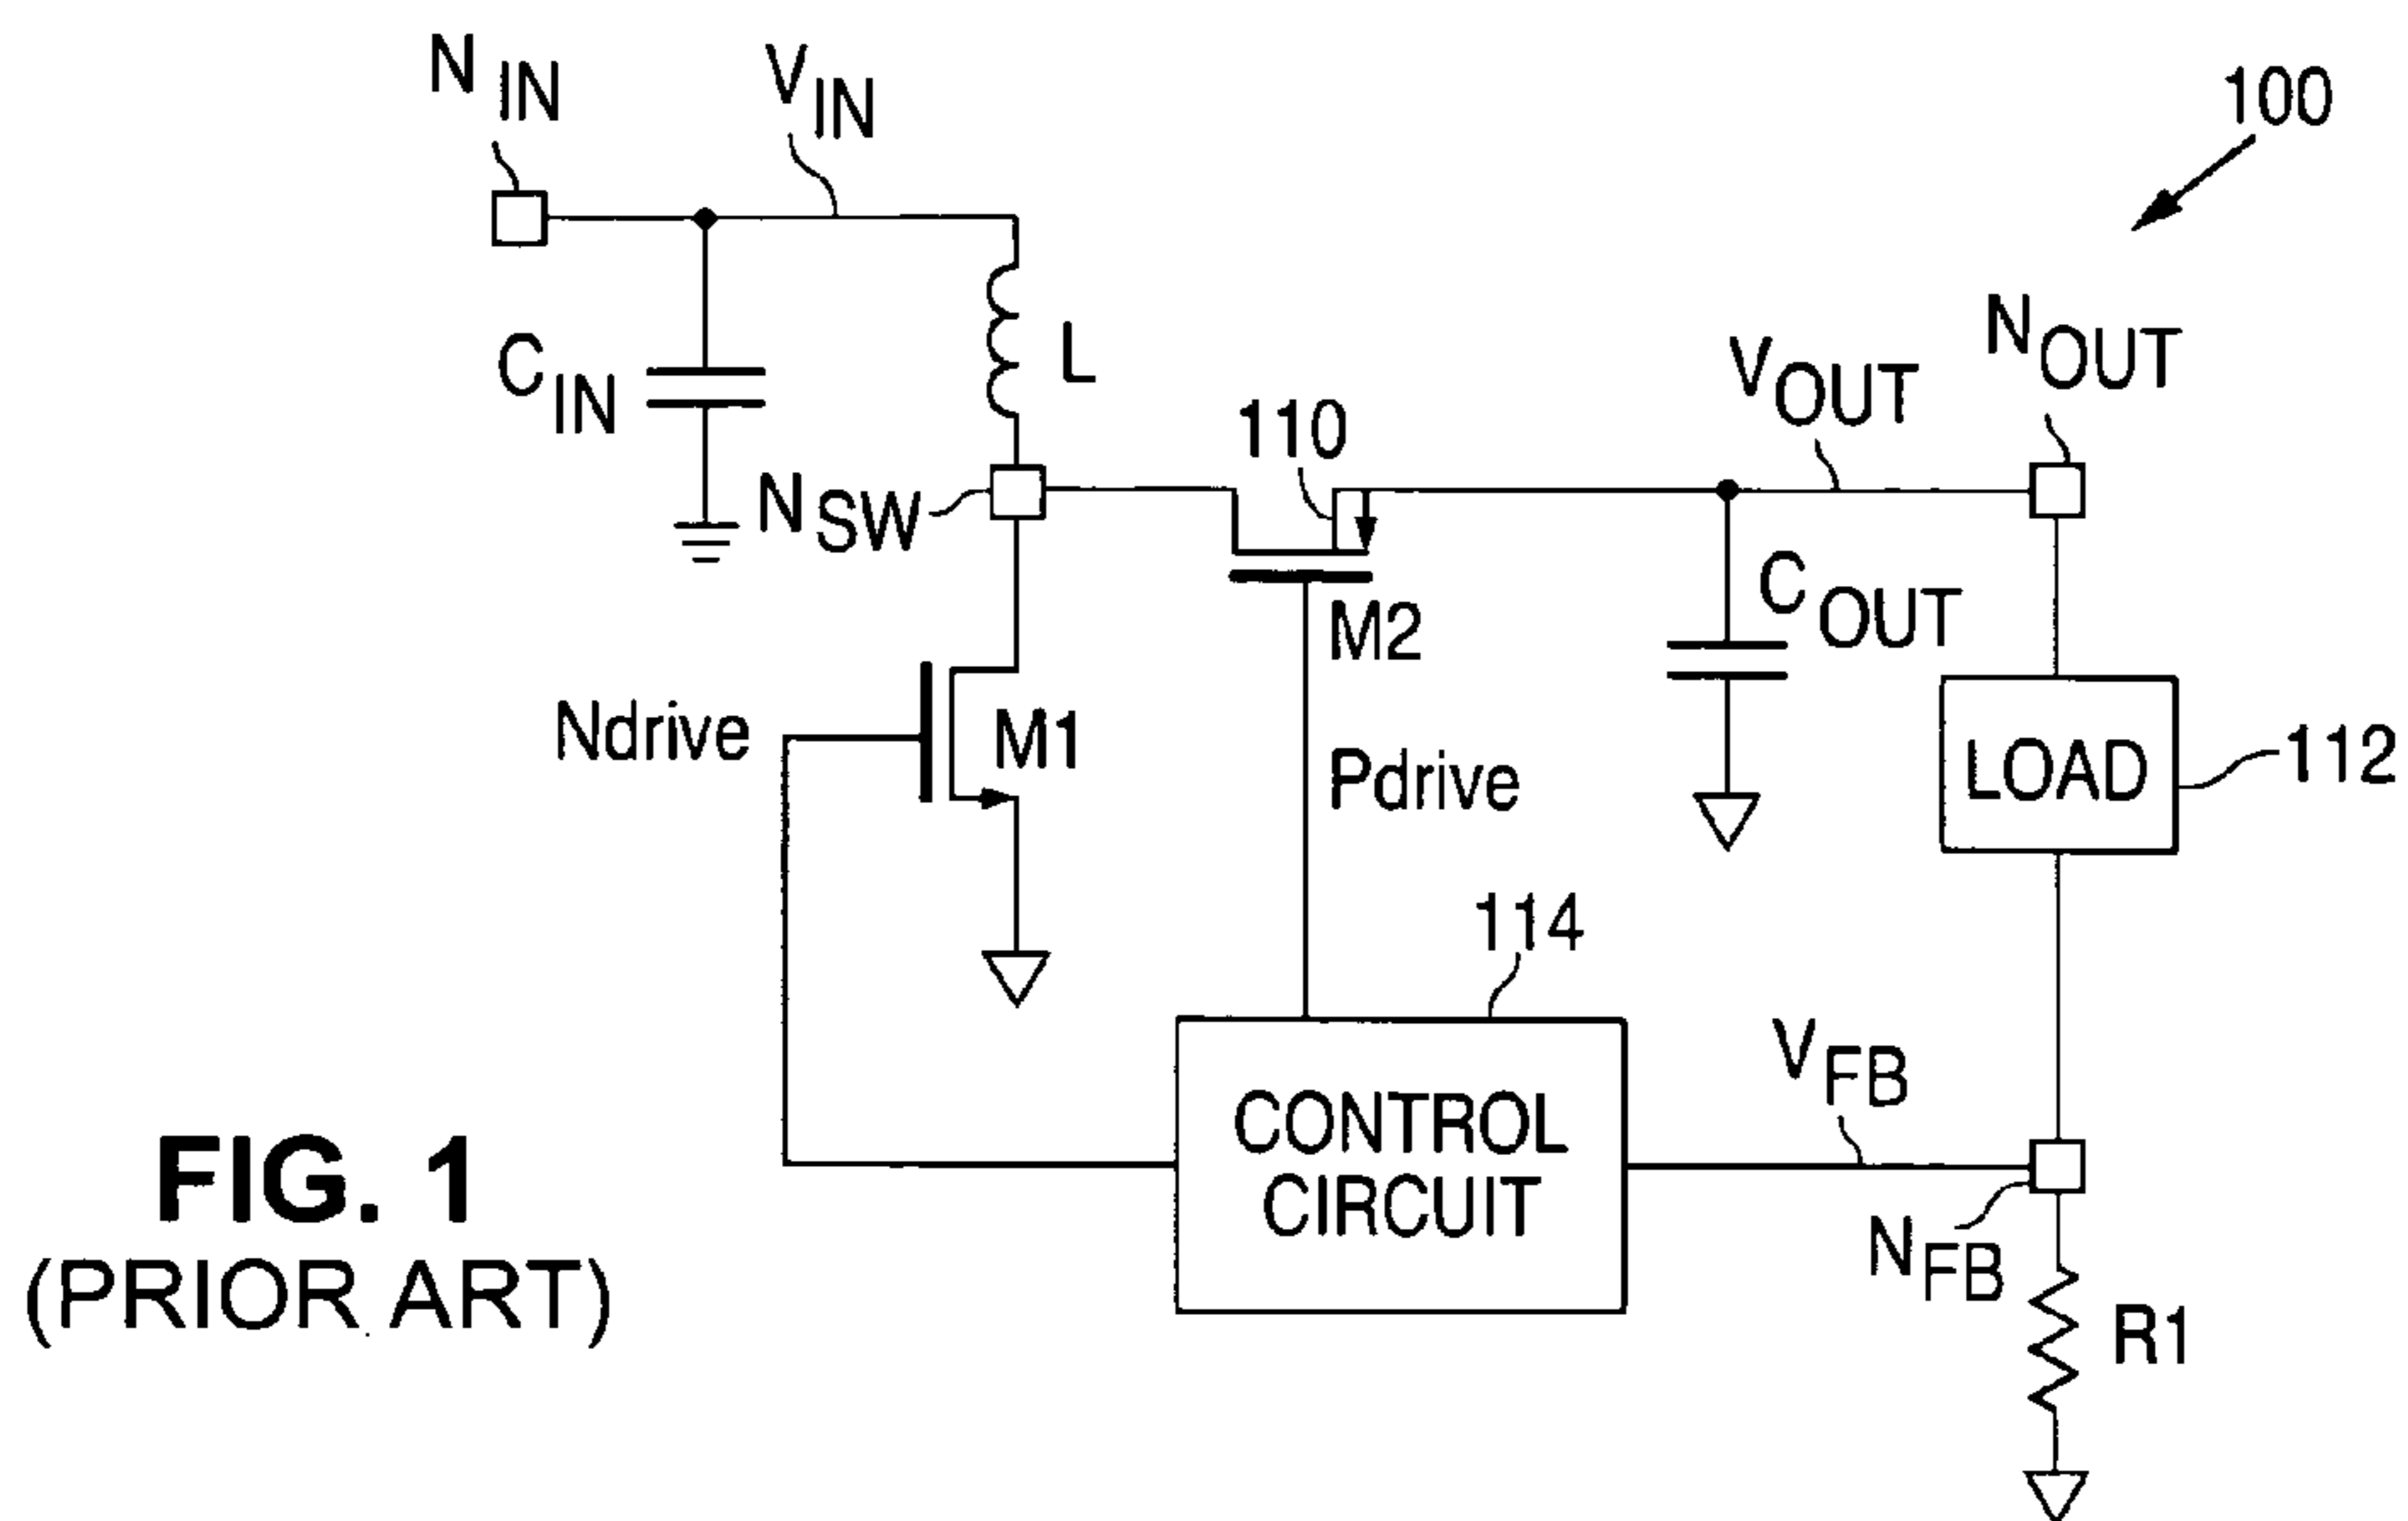 N IN
V IN
100
C IN
L
N OUT
V OUT
110
N SW
C OUT
M2
Ndrive
M1
Pdrive
LOAD
112
114
V FB
CONTROL
CIRCUIT
N FB
R1
FIG. 1
(PRIOR ART)